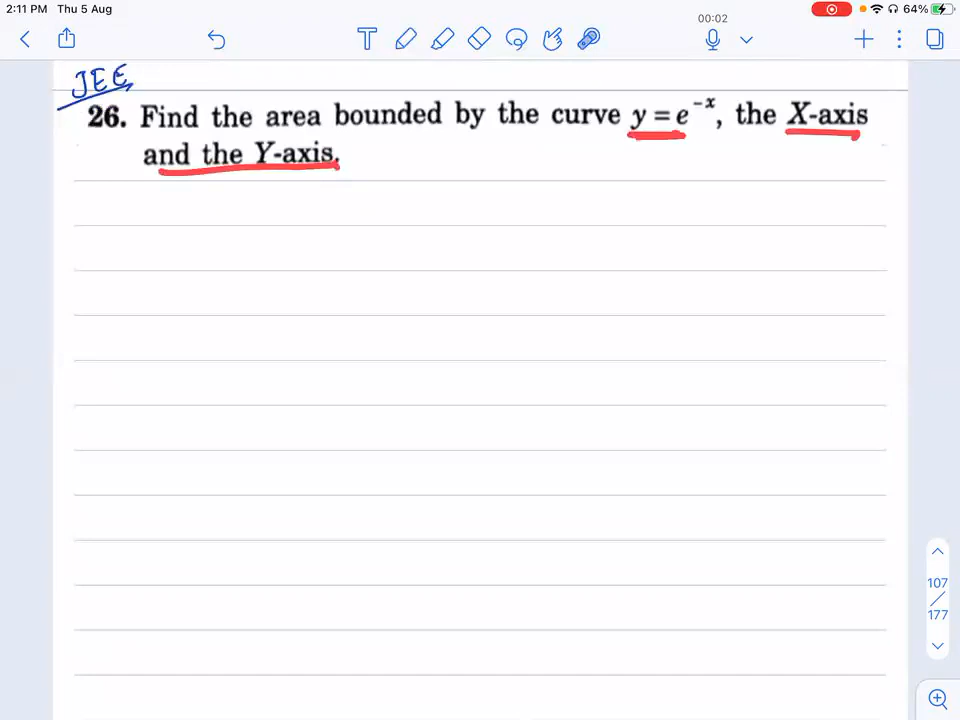 2:11 PM Thu 5 Aug
64%
00:02
JEE
26. Find the area bounded by the curve y = e^{-x}, the X-axis
and the Y-axis.
107
/
177